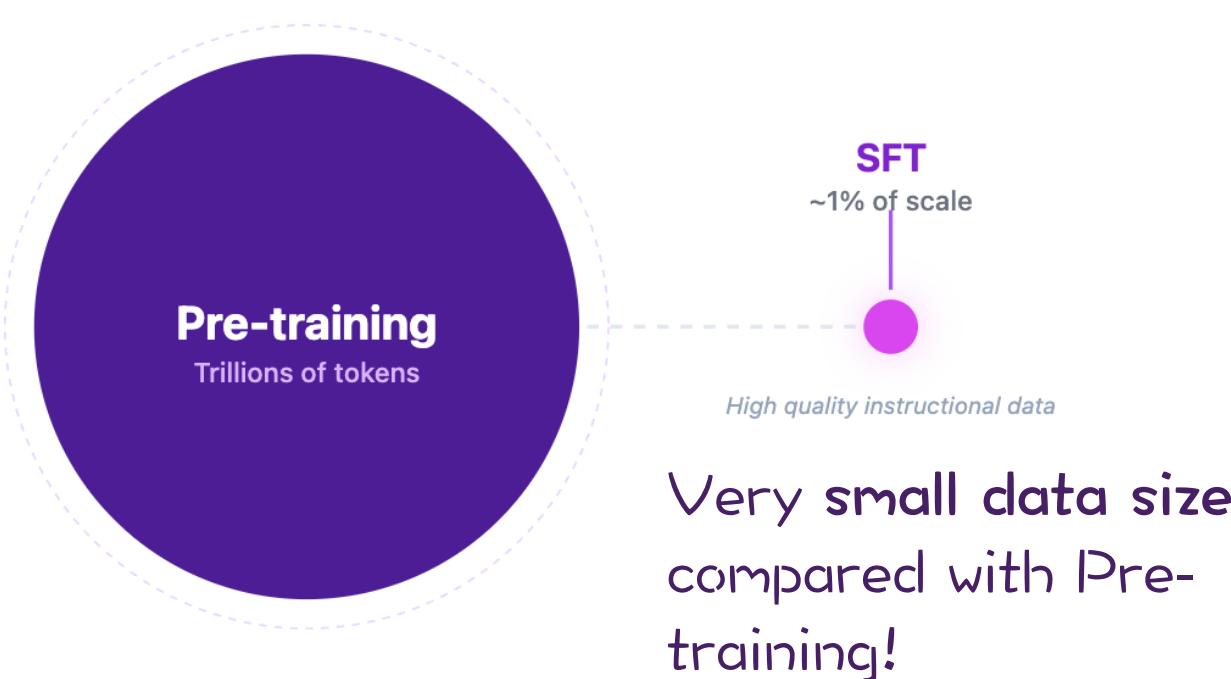 Pre-training
Trillions of tokens
SFT
~1% of scale
High quality instructional data
Very small data size
compared with Pre-
training!